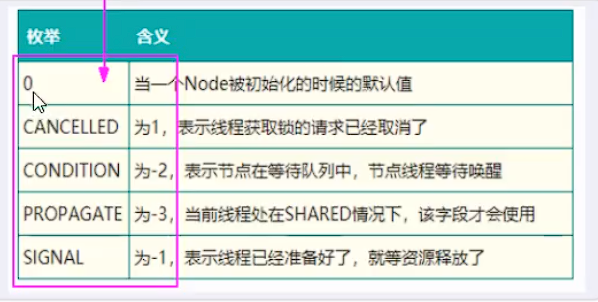 枚举 含义
0 当一个Node被初始化的时候的默认值
CANCELLED 为1，表示线程获取锁的请求已经取消了
CONDITION 为-2，表示节点在等待队列中，节点线程等待唤醒
PROPAGATE 为-3，当前线程处在SHARED情况下，该字段才会使用
SIGNAL 为-1，表示线程已经准备好了，就等资源释放了